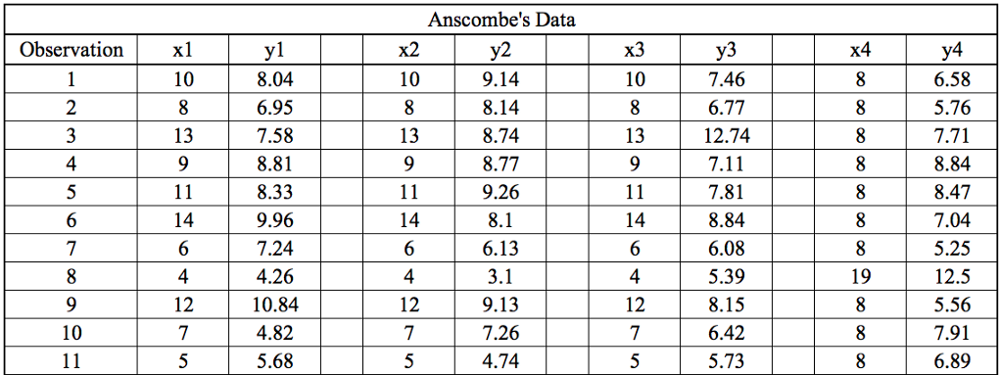 Anscombe's Data
Observation x1 y1 x2 y2 x3 y3 x4 y4
1 10 8.04 10 9.14 10 7.46 8 6.58
2 8 6.95 8 8.14 8 6.77 8 5.76
3 13 7.58 13 8.74 13 12.74 8 7.71
4 9 8.81 9 8.77 9 7.11 8 8.84
5 11 8.33 11 9.26 11 7.81 8 8.47
6 14 9.96 14 8.1 14 8.84 8 7.04
7 6 7.24 6 6.13 6 6.08 8 5.25
8 4 4.26 4 3.1 4 5.39 19 12.5
9 12 10.84 12 9.13 12 8.15 8 5.56
10 7 4.82 7 7.26 7 6.42 8 7.91
11 5 5.68 5 4.74 5 5.73 8 6.89